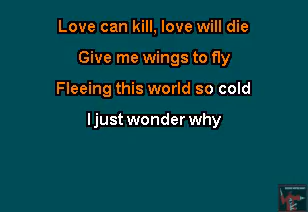 Love can kill, love will die
Give me wings to fly
Fleeing this world so cold
I just wonder why